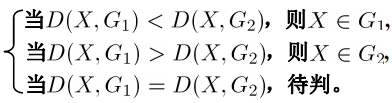 当D(X, G₁) < D(X, G₂)，则X ∈ G₁,
当D(X, G₁) > D(X, G₂)，则X ∈ G₂,
当D(X, G₁) = D(X, G₂)，待判。